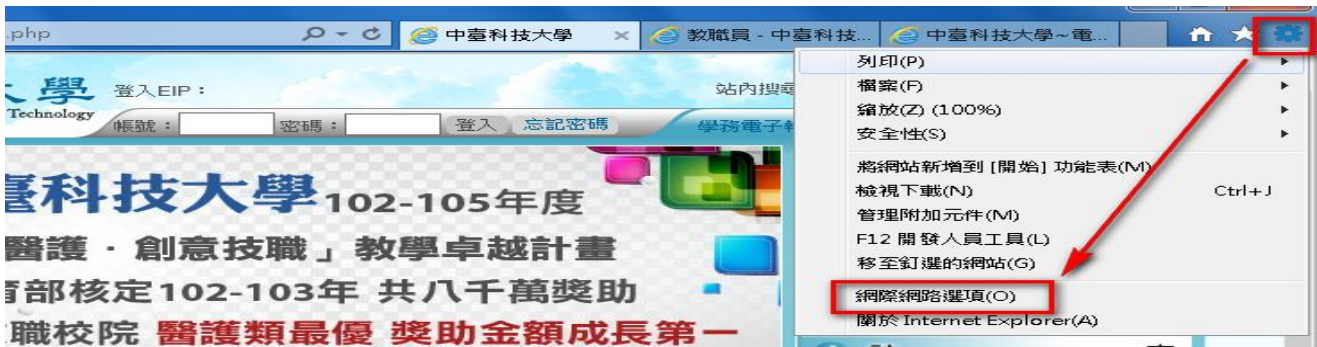 .php
中臺科技大學 ×
教職員 - 中臺科技...
中臺科技大學~電...
大學
登入EIP：
站內搜尋
Technology
帳號：
密碼：
登入
忘記密碼
學務電子報
臺科技大學102-105年度
醫護．創意技職」教學卓越計畫
育部核定102-103年 共八千萬獎助
職校院 醫護類最優 獎助金額成長第一
列印(P)
檔案(F)
縮放(Z) (100%)
安全性(S)
將網站新增到 [開始] 功能表(M)
檢視下載(N) Ctrl+J
管理附加元件(M)
F12 開發人員工具(L)
移至釘選的網站(G)
網際網路選項(O)
關於 Internet Explorer(A)